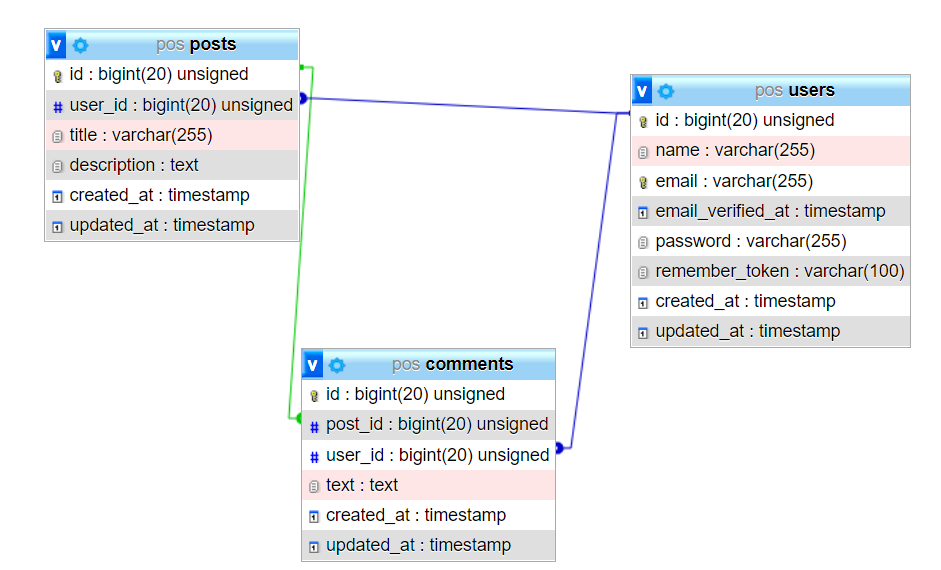 v pos posts
id : bigint(20) unsigned
# user_id : bigint(20) unsigned
title : varchar(255)
description : text
created_at : timestamp
updated_at : timestamp
v pos users
id : bigint(20) unsigned
name : varchar(255)
email : varchar(255)
email_verified_at : timestamp
password : varchar(255)
remember_token : varchar(100)
created_at : timestamp
updated_at : timestamp
v pos comments
id : bigint(20) unsigned
# post_id : bigint(20) unsigned
# user_id : bigint(20) unsigned
text : text
created_at : timestamp
updated_at : timestamp